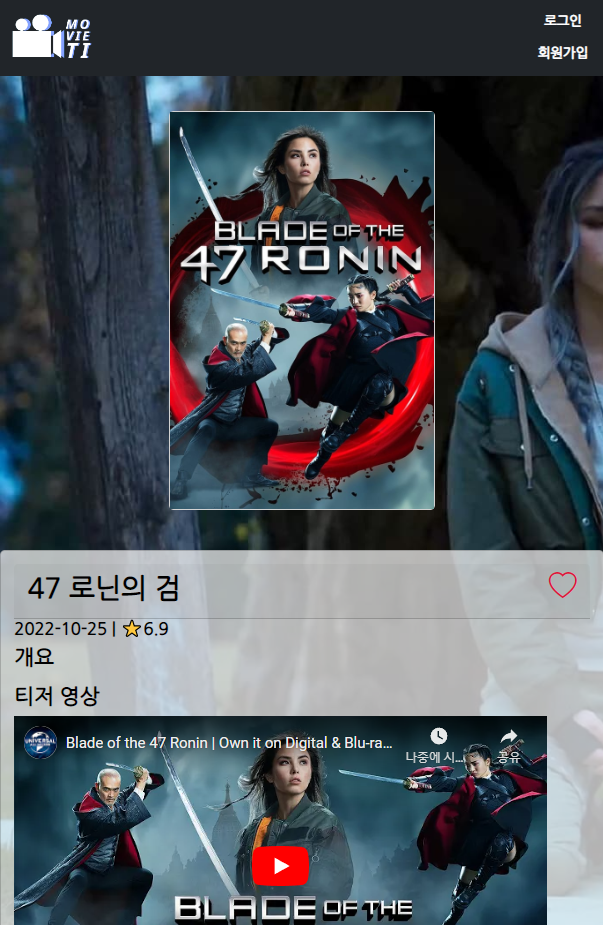 MO
VIE
TI
로그인
회원가입
BLADE OF THE
47 RONIN
47 로닌의 검
2022-10-25 | ⭐6.9
개요
티저 영상
UNIVERSAL
Blade of the 47 Ronin | Own it on Digital & Blu-ra...
나중에 시...
공유
BLADE OF THE